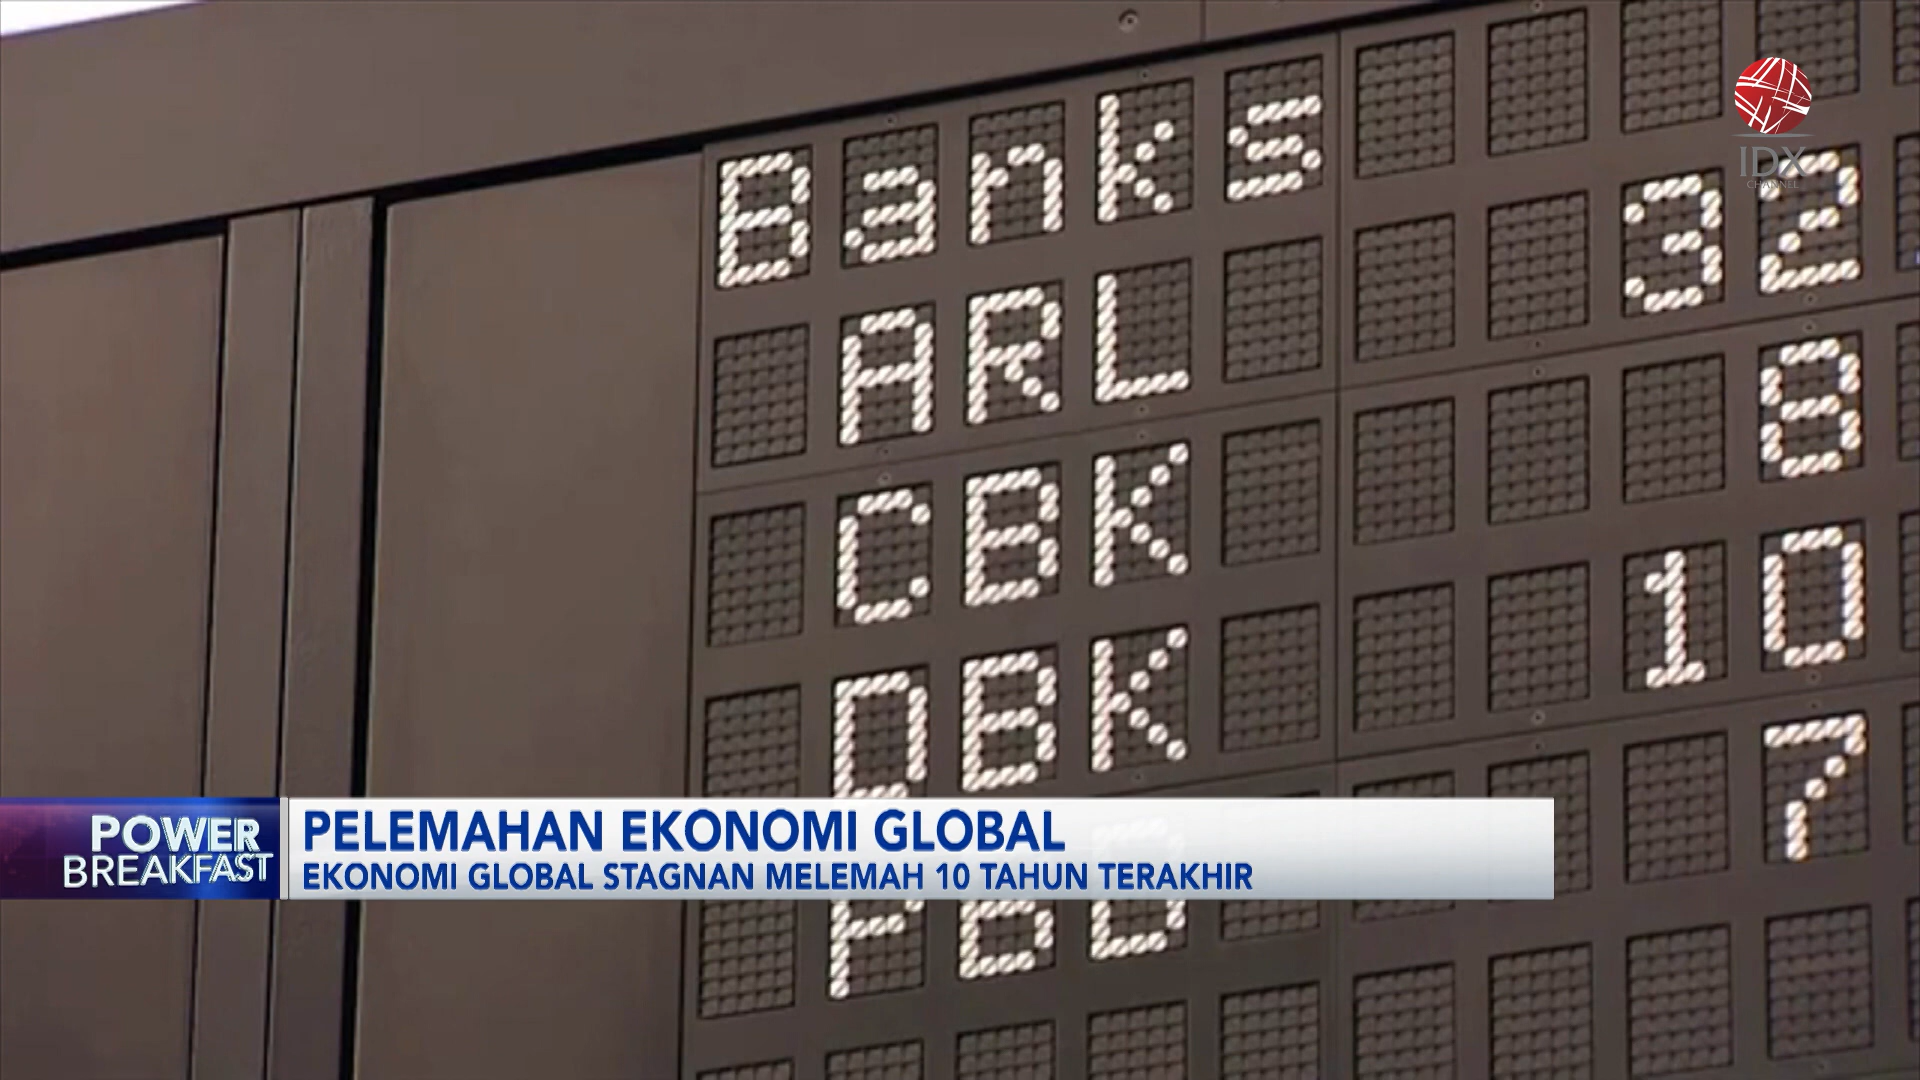 IDX
CHANNEL
Banks
ARL 32
CBK 8
DBK 10
7
POWER
BREAKFAST
PELEMAHAN EKONOMI GLOBAL
EKONOMI GLOBAL STAGNAN MELEMAH 10 TAHUN TERAKHIR